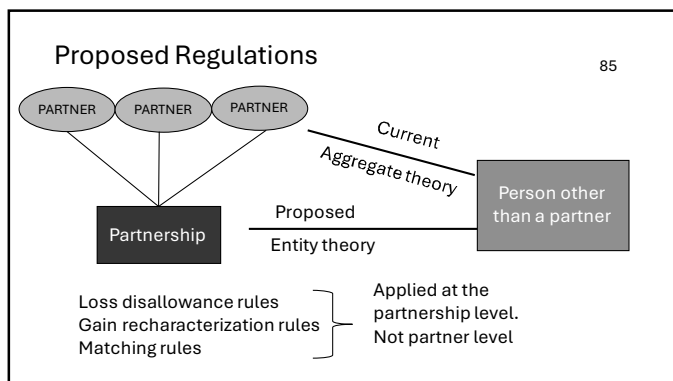 Proposed Regulations
85
PARTNER
PARTNER
PARTNER
Current
Aggregate theory
Person other
than a partner
Partnership
Proposed
Entity theory
Loss disallowance rules
Gain recharacterization rules
Matching rules
Applied at the
partnership level.
Not partner level